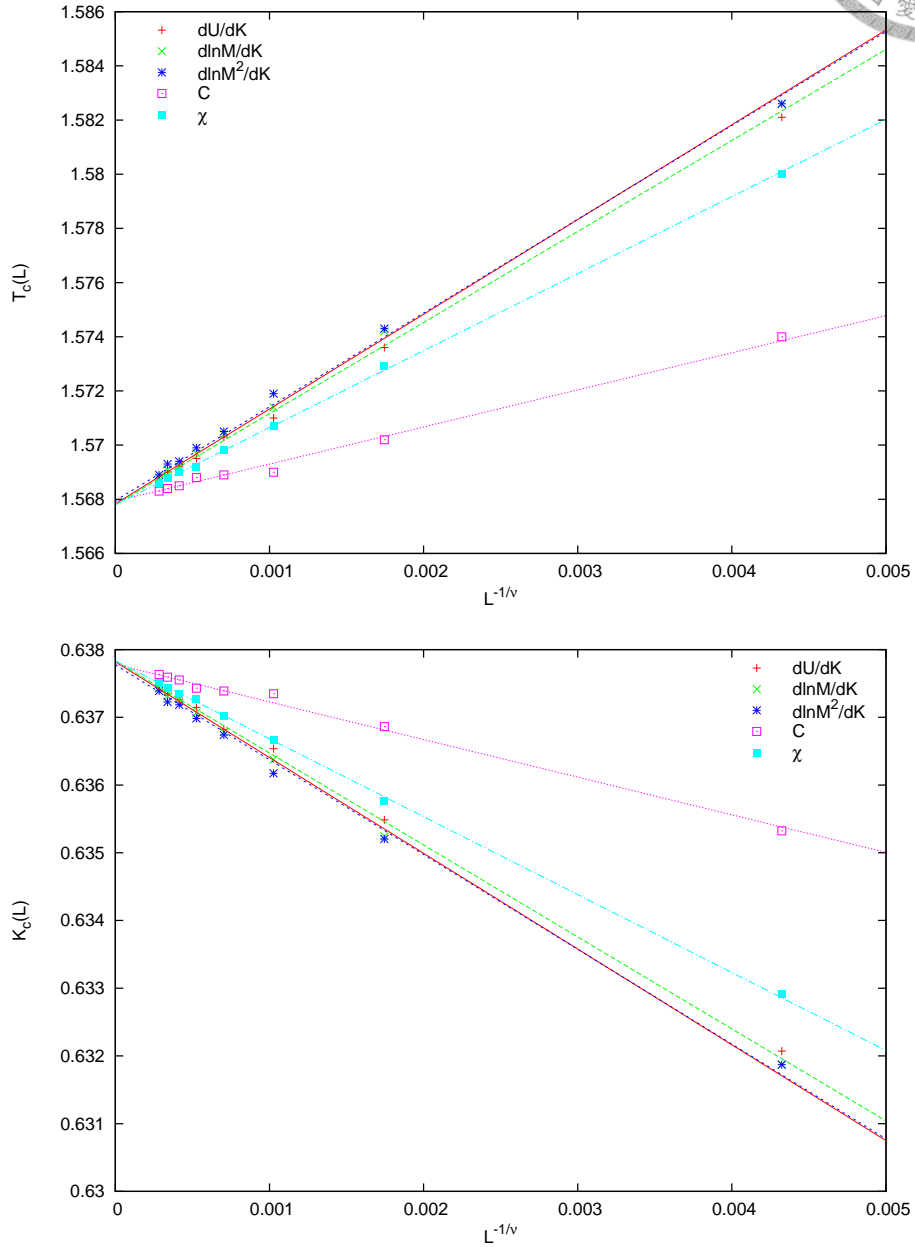 1.586
1.584
1.582
1.58
1.578
1.576
1.574
1.572
1.57
1.568
1.566
T_c(L)
dU/dK
dlnM/dK
dlnM²/dK
C
χ
0 0.001 0.002 0.003 0.004 0.005
L^{-1/ν}
愛
0.638
0.637
0.636
0.635
0.634
0.633
0.632
0.631
0.63
K_c(L)
dU/dK
dlnM/dK
dlnM²/dK
C
χ
0 0.001 0.002 0.003 0.004 0.005
L^{-1/ν}